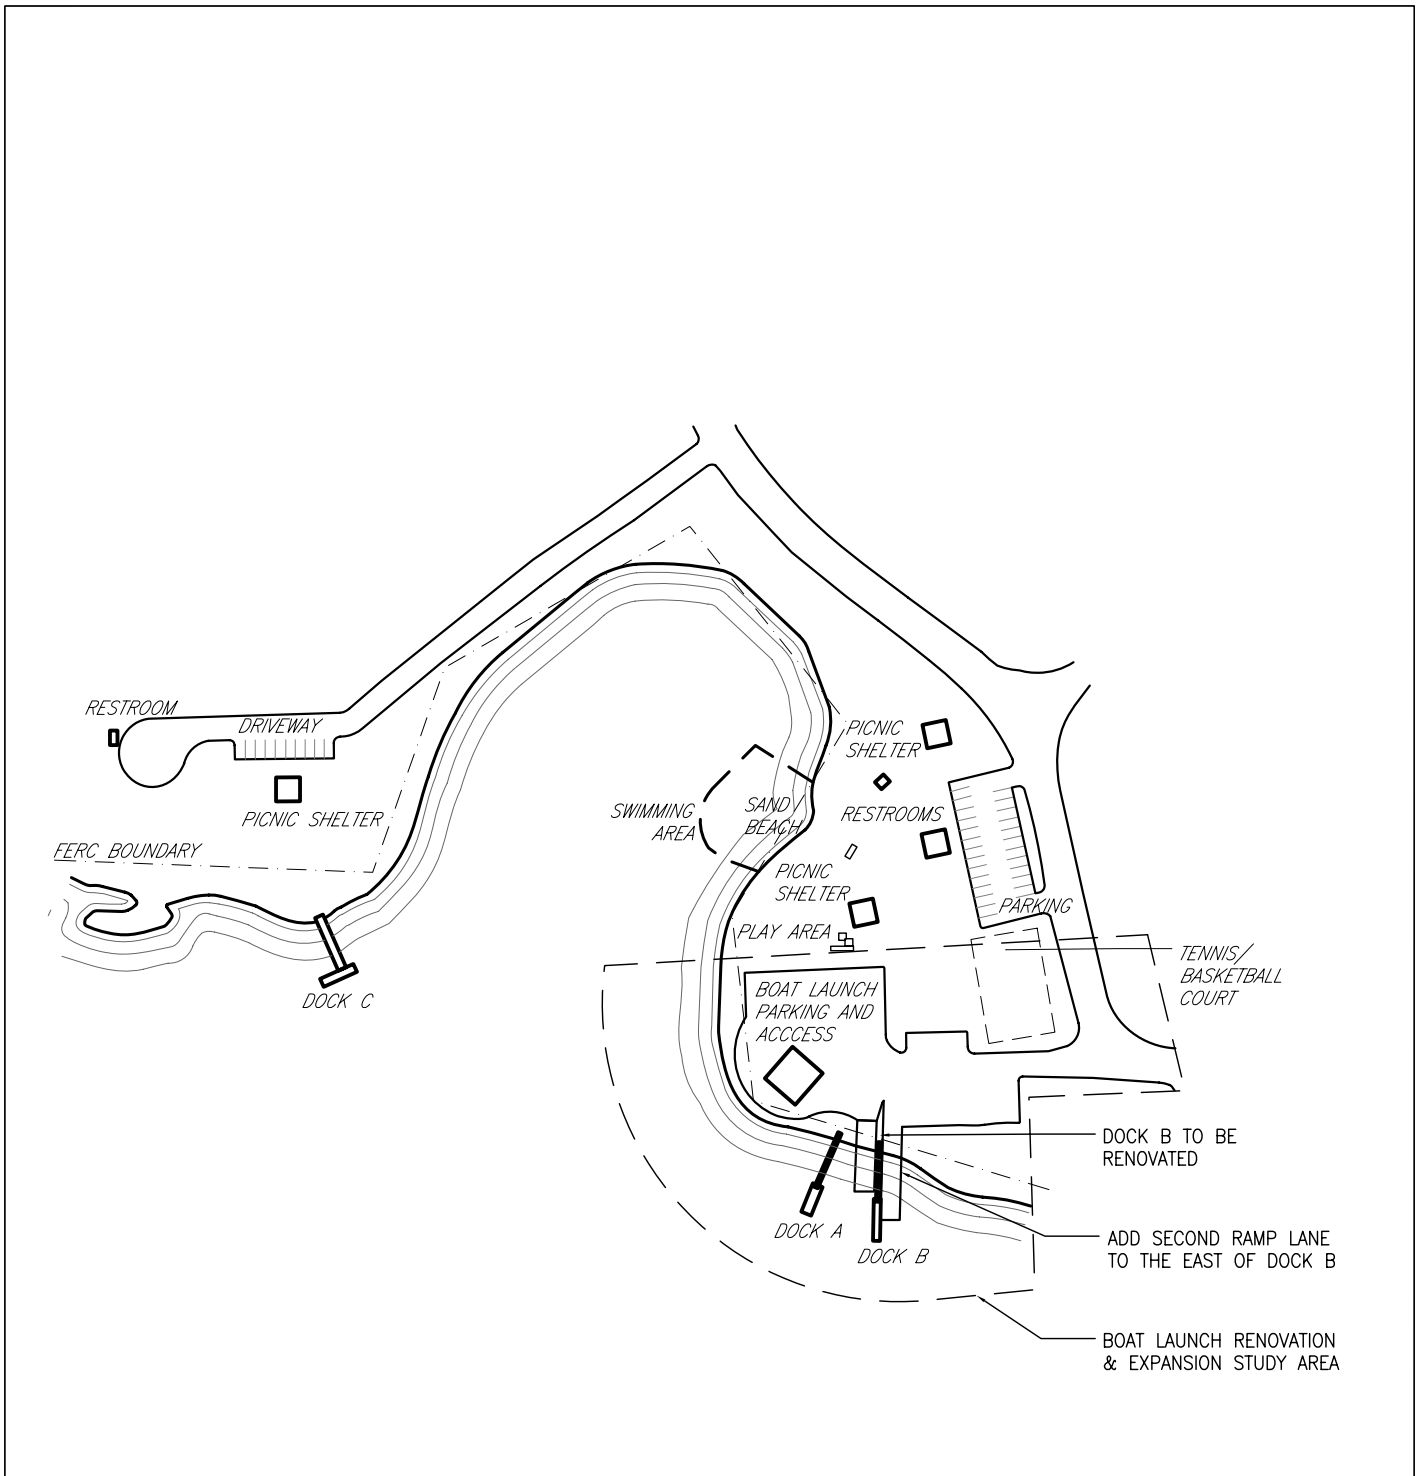 RESTROOM
DRIVEWAY
PICNIC SHELTER
FERC BOUNDARY
DOCK C
SWIMMING
AREA
SAND
BEACH
PICNIC
SHELTER
RESTROOMS
PICNIC
SHELTER
PARKING
PLAY AREA
TENNIS/
BASKETBALL
COURT
BOAT LAUNCH
PARKING AND
ACCCESS
DOCK A
DOCK B
DOCK B TO BE
RENOVATED
ADD SECOND RAMP LANE
TO THE EAST OF DOCK B
BOAT LAUNCH RENOVATION
& EXPANSION STUDY AREA